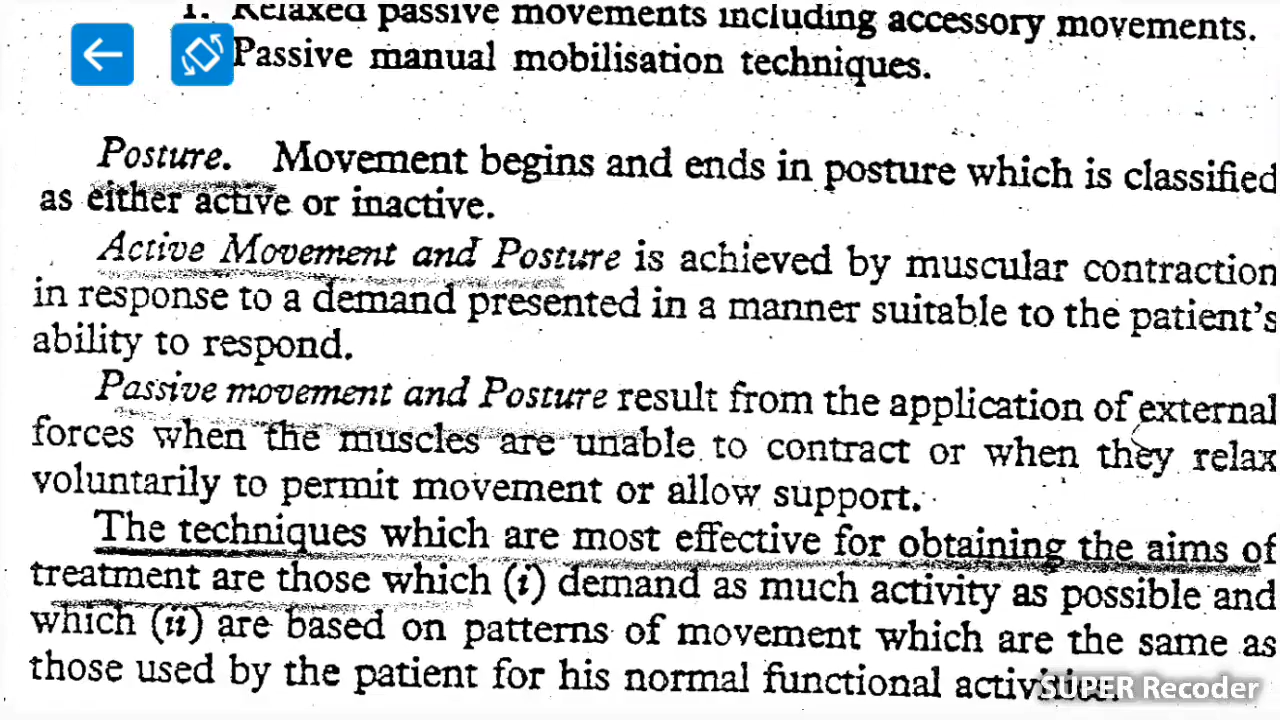 1. Relaxed passive movements including accessory movements.
Passive manual mobilisation techniques.
Posture. Movement begins and ends in posture which is classified
as either active or inactive.
Active Movement and Posture is achieved by muscular contraction
in response to a demand presented in a manner suitable to the patient's
ability to respond.
Passive movement and Posture result from the application of external
forces when the muscles are unable to contract or when they relax
voluntarily to permit movement or allow support.
The techniques which are most effective for obtaining the aims of
treatment are those which (i) demand as much activity as possible and
which (ii) are based on patterns of movement which are the same as
those used by the patient for his normal functional activities.
SUPER Recoder